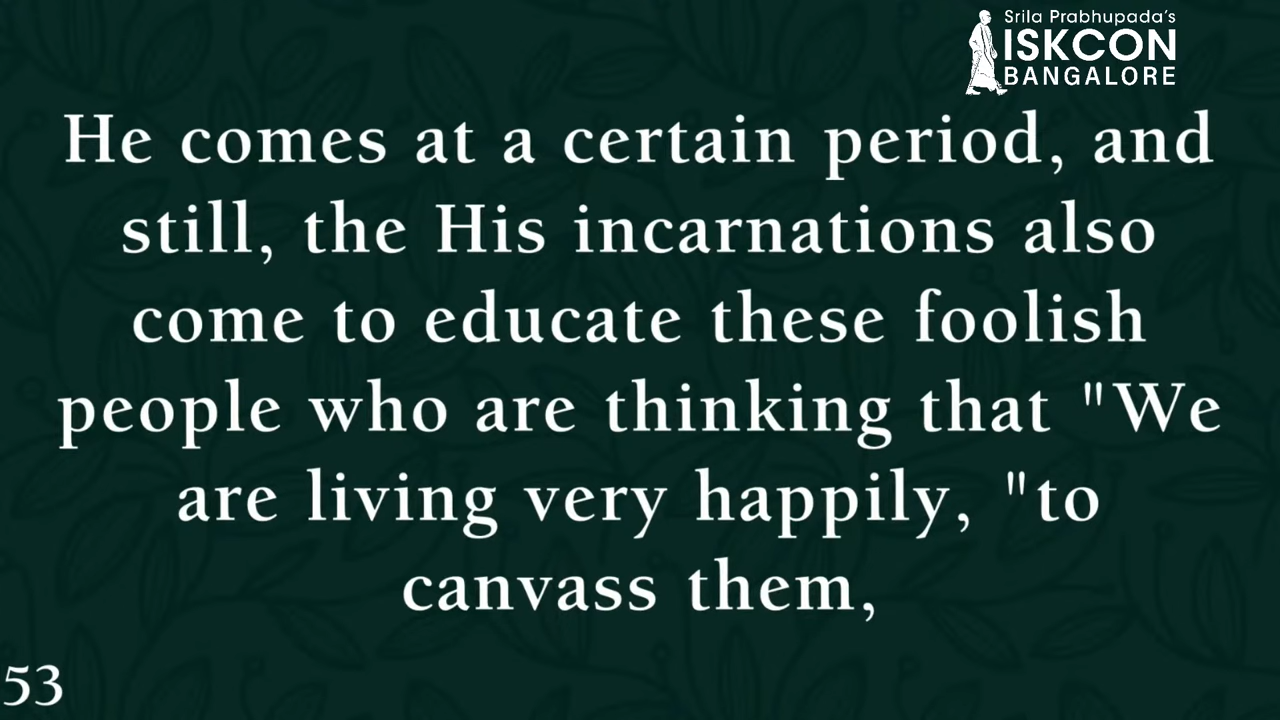 Srila Prabhupada's
ISKCON
BANGALORE
He comes at a certain period, and
still, the His incarnations also
come to educate these foolish
people who are thinking that "We
are living very happily, "to
canvass them,
53